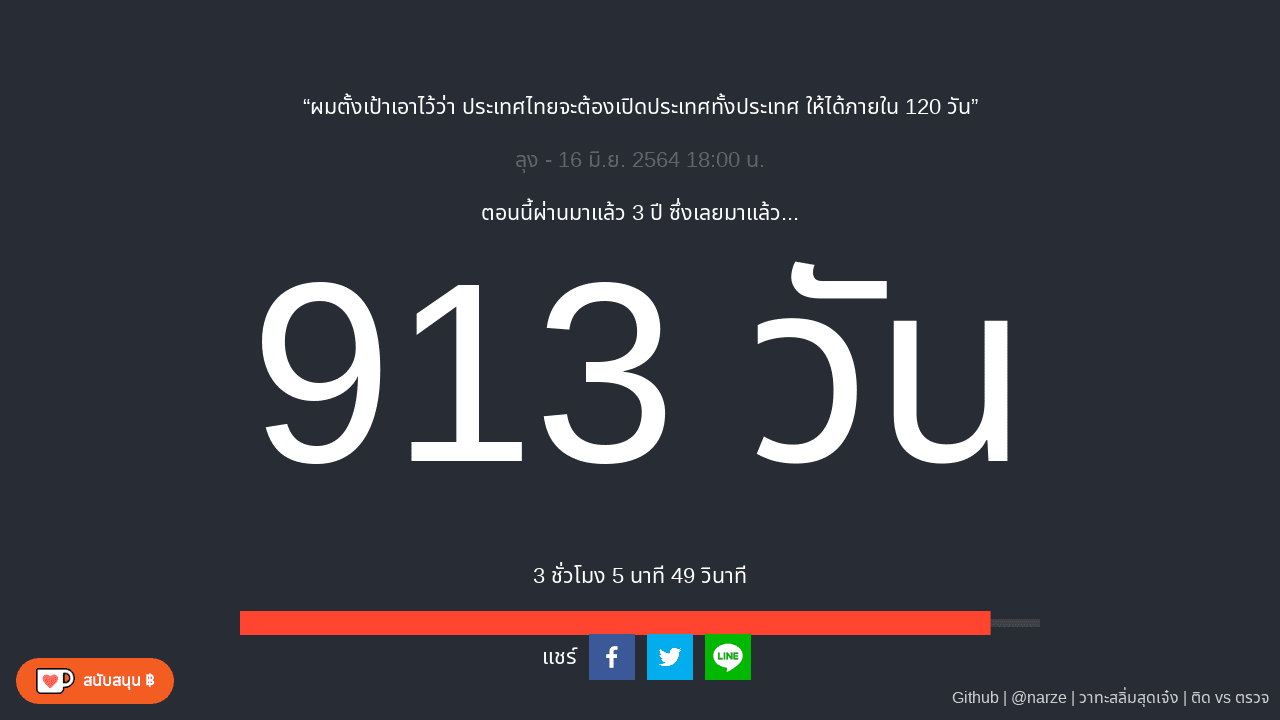 “ผมตั้งเป้าเอาไว้ว่า ประเทศไทยจะต้องเปิดประเทศทั้งประเทศ ให้ได้ภายใน 120 วัน”
ลุง - 16 มิ.ย. 2564 18:00 น.
ตอนนี้ผ่านมาแล้ว 3 ปี ซึ่งเลยมาแล้ว...
913 วัน
3 ชั่วโมง 5 นาที 49 วินาที
แชร์
LINE
สนับสนุน ฿
Github | @narze | วาทะสลิ่มสุดเจ๋ง | ติด vs ตรวจ